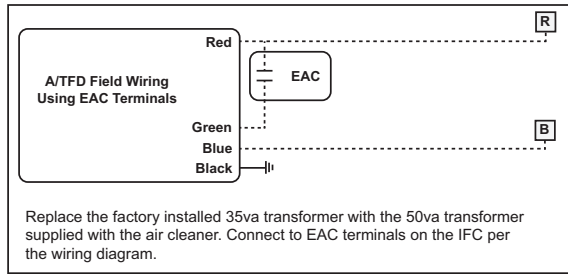 R
Red
A/TFD Field Wiring
EAC
Using EAC Terminals
Green
B
Blue
Black
Replace the factory installed 35va transformer with the 50va transformer
supplied with the air cleaner. Connect to EAC terminals on the IFC per
the wiring diagram.